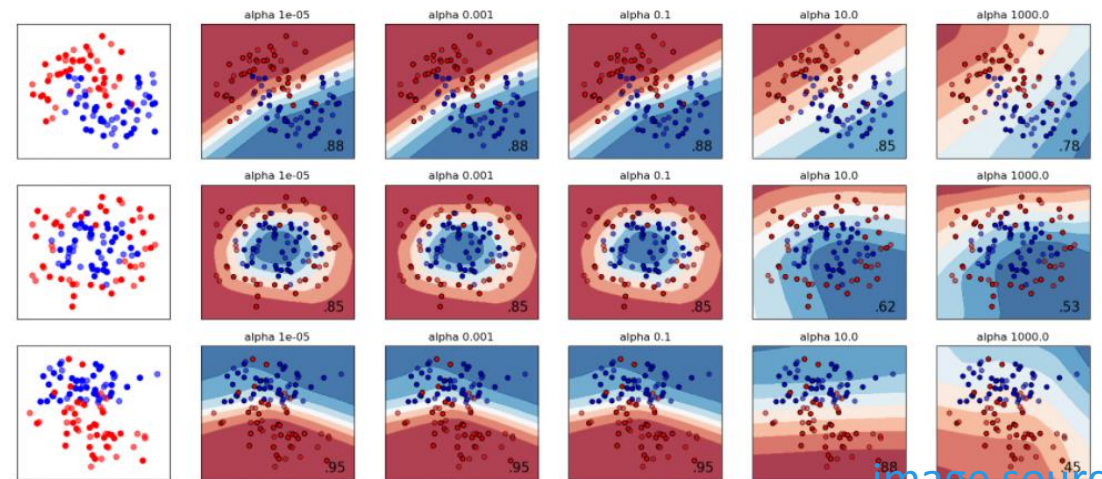 alpha 1e-05 alpha 0.001 alpha 0.1 alpha 10.0 alpha 1000.0
.88 .88 .88 .85 .78
alpha 1e-05 alpha 0.001 alpha 0.1 alpha 10.0 alpha 1000.0
.85 .85 .85 .62 .53
alpha 1e-05 alpha 0.001 alpha 0.1 alpha 10.0 alpha 1000.0
.95 .95 .95 .88 .45
image source